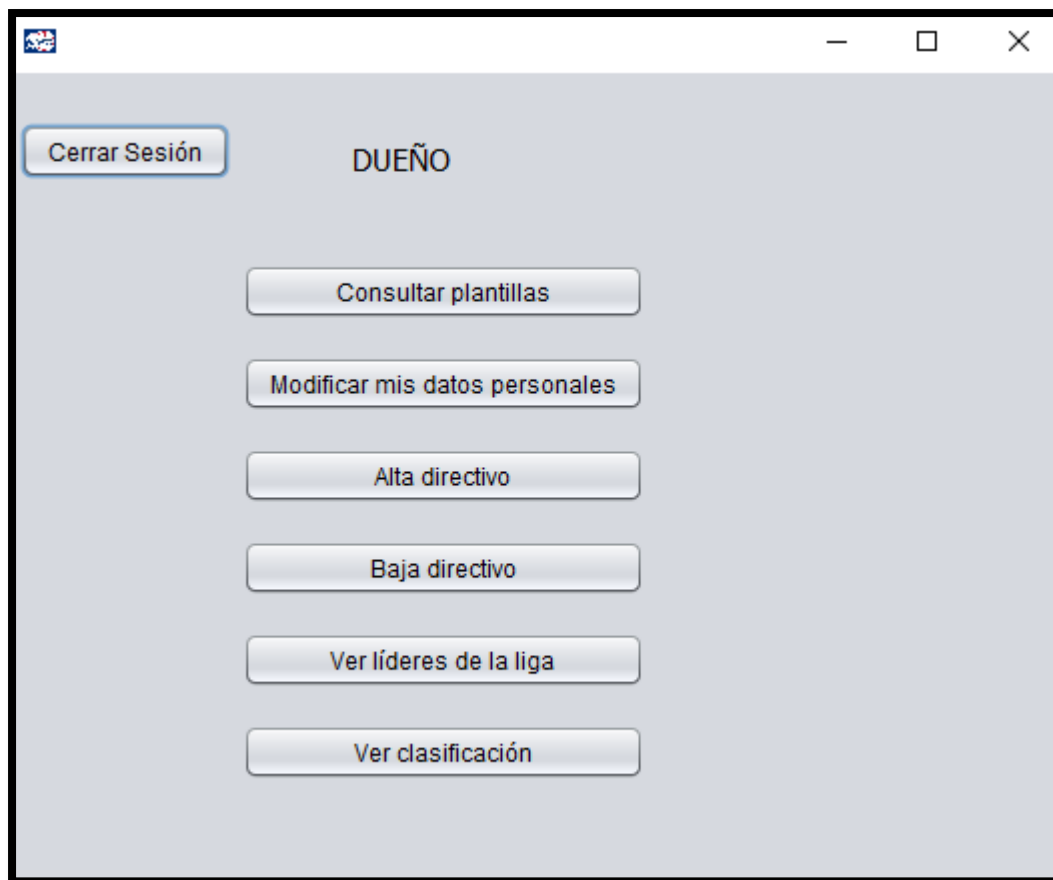 Cerrar Sesión
DUEÑO
Consultar plantillas
Modificar mis datos personales
Alta directivo
Baja directivo
Ver líderes de la liga
Ver clasificación